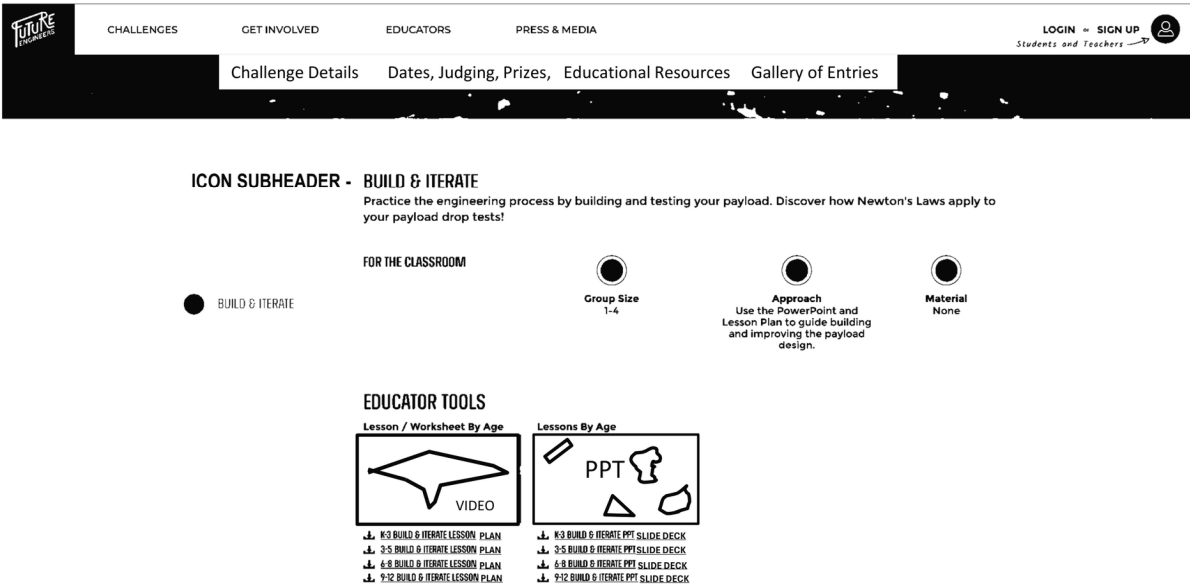 FUTURE
ENGINEERS
CHALLENGES
GET INVOLVED
EDUCATORS
PRESS & MEDIA
LOGIN or SIGN UP
Students and Teachers
Challenge Details
Dates, Judging, Prizes,
Educational Resources
Gallery of Entries
ICON SUBHEADER - BUILD & ITERATE
Practice the engineering process by building and testing your payload. Discover how Newton's Laws apply to
your payload drop tests!
FOR THE CLASSROOM
BUILD & ITERATE
Group Size
1-4
Approach
Use the PowerPoint and
Lesson Plan to guide building
and improving the payload
design.
Material
None
EDUCATOR TOOLS
Lesson / Worksheet By Age
VIDEO
K-3 BUILD & ITERATE LESSON PLAN
3-5 BUILD & ITERATE LESSON PLAN
6-8 BUILD & ITERATE LESSON PLAN
9-12 BUILD & ITERATE LESSON PLAN
Lessons By Age
PPT
K-3 BUILD & ITERATE PPT SLIDE DECK
3-5 BUILD & ITERATE PPT SLIDE DECK
6-8 BUILD & ITERATE PPT SLIDE DECK
9-12 BUILD & ITERATE PPT SLIDE DECK